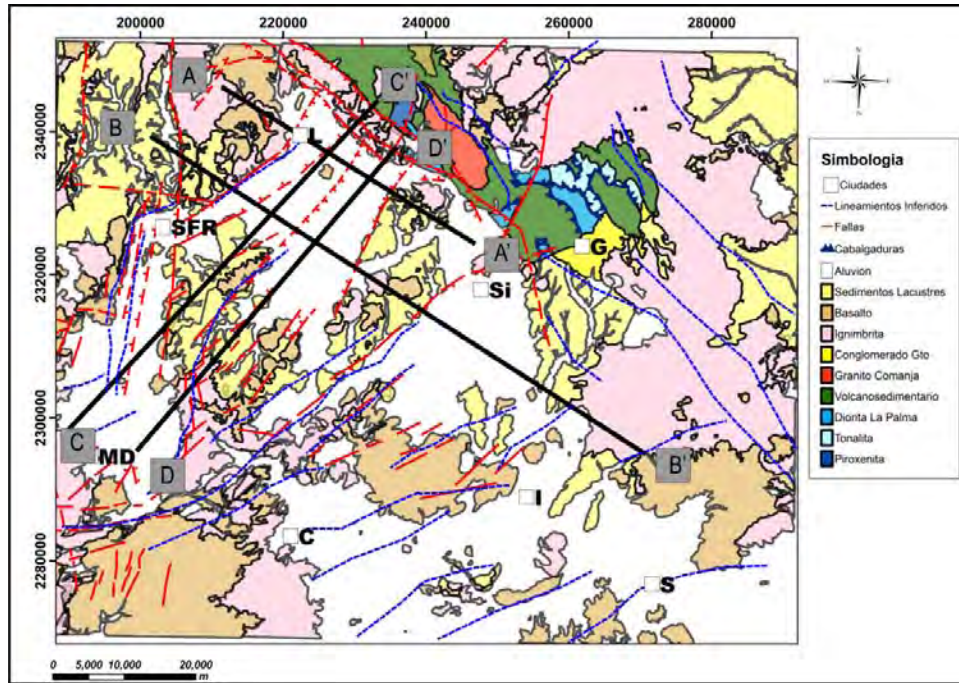 200000 220000 240000 260000 280000
2340000
2320000
2300000
2280000
A
B
C'
D'
L
SFR
A'
G
Si
C
MD
D
B'
I
C
S
0 5,000 10,000 20,000
m
Simbologia
Ciudades
Lineamientos Inferidos
Fallas
Cabalgaduras
Aluvion
Sedimentos Lacustres
Basalto
Ignimbrita
Conglomerado Gto
Granito Comanja
Volcanosedimentario
Diorita La Palma
Tonalita
Piroxenita